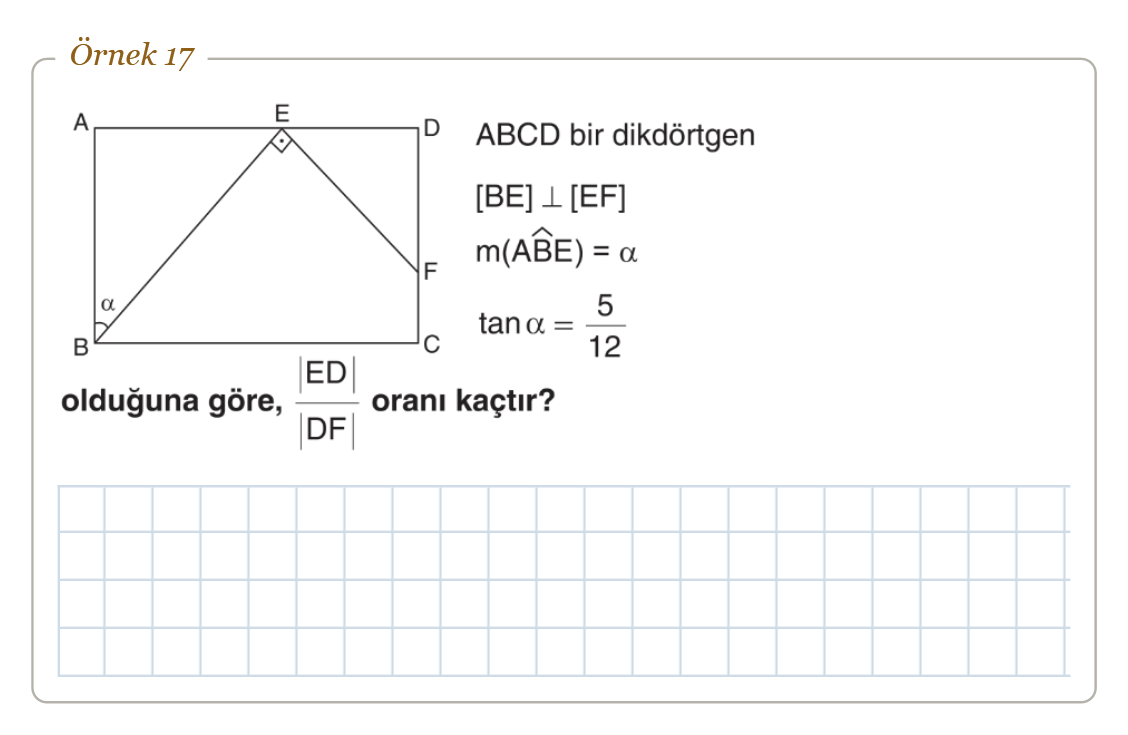 Örnek 17
A
E
D
F
α
B
C
ABCD bir dikdörtgen
[BE] ⊥ [EF]
m(AB̂E) = α
tan α = 5/12
olduğuna göre, |ED|/|DF| oranı kaçtır?